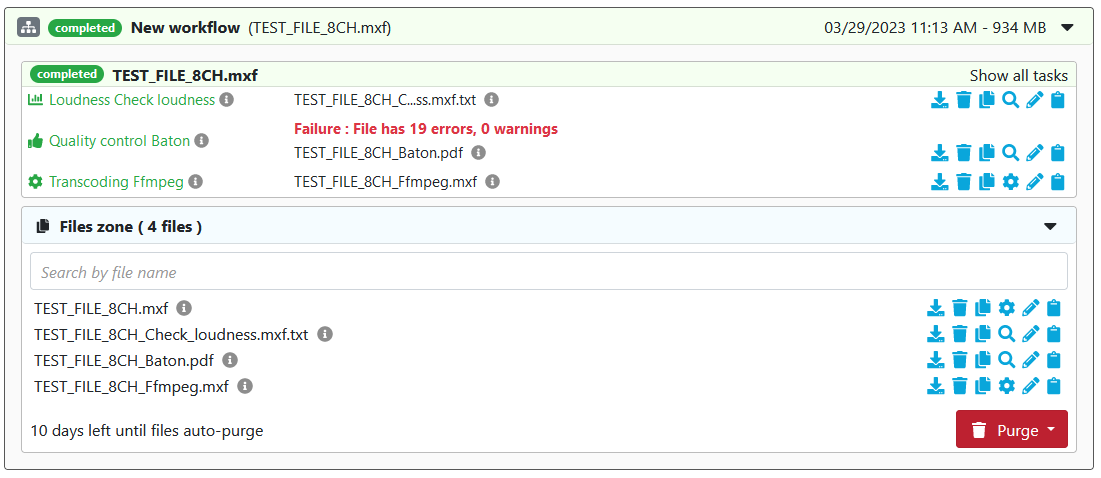 completed New workflow (TEST_FILE_8CH.mxf) 03/29/2023 11:13 AM - 934 MB
completed TEST_FILE_8CH.mxf Show all tasks
Loudness Check loudness TEST_FILE_8CH_C...ss.mxf.txt
Failure : File has 19 errors, 0 warnings
Quality control Baton
TEST_FILE_8CH_Baton.pdf
Transcoding Ffmpeg TEST_FILE_8CH_Ffmpeg.mxf
Files zone ( 4 files )
Search by file name
TEST_FILE_8CH.mxf
TEST_FILE_8CH_Check_loudness.mxf.txt
TEST_FILE_8CH_Baton.pdf
TEST_FILE_8CH_Ffmpeg.mxf
10 days left until files auto-purge Purge